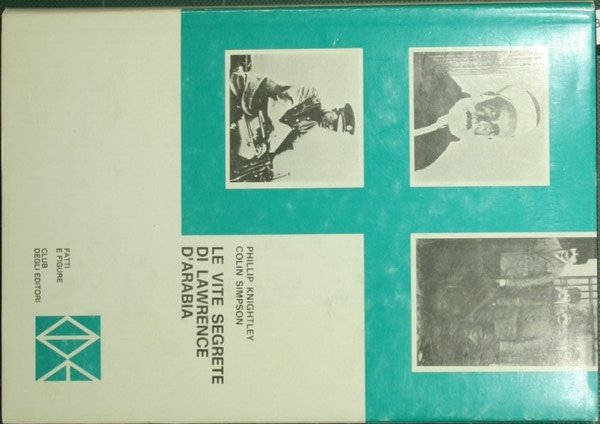 PHILLIP KNIGHTLEY
COLIN SIMPSON
LE VITE SEGRETE
DI LAWRENCE
D'ARABIA
FATTI
E FIGURE
CLUB
DEGLI EDITORI